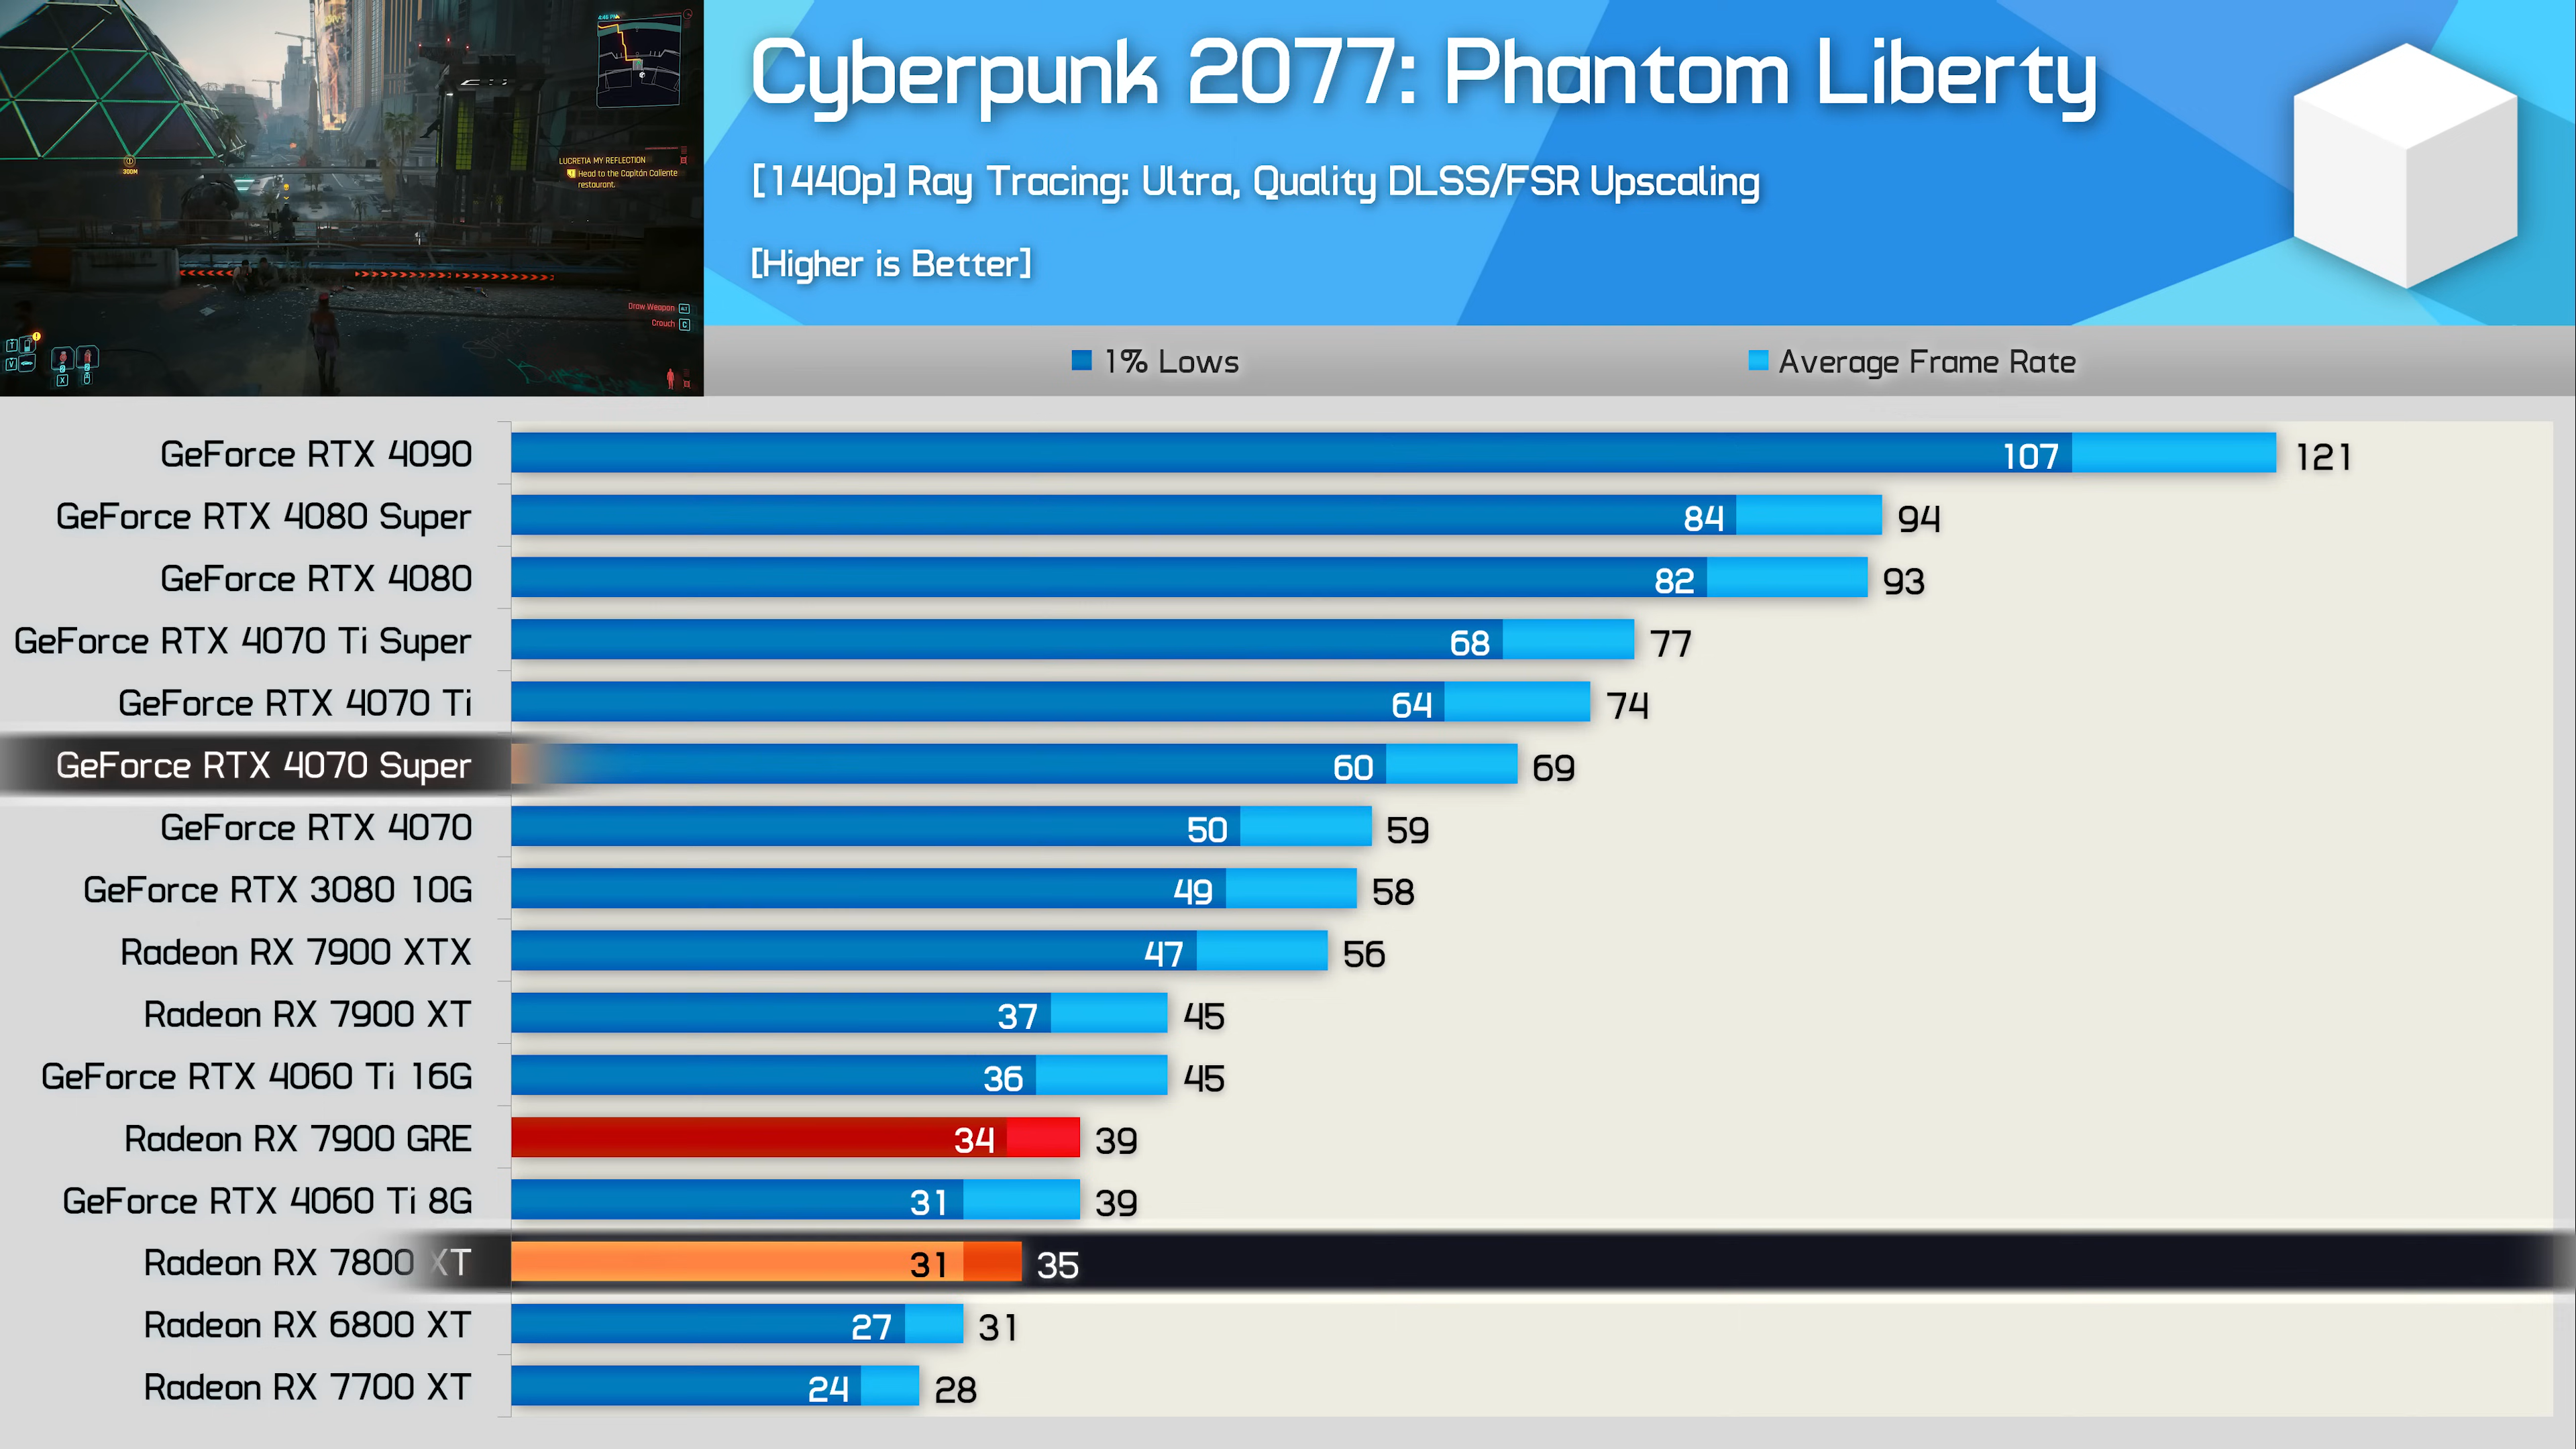 Cyberpunk 2077: Phantom Liberty
[1440p] Ray Tracing: Ultra, Quality DLSS/FSR Upscaling
[Higher is Better]
4:46 PM
300M
LUCRETIA MY REFLECTION
Head to the Capitán Caliente
restaurant.
Draw Weapon ALT
Crouch C
T
V
X
1% Lows
Average Frame Rate
GeForce RTX 4090 107 121
GeForce RTX 4080 Super 84 94
GeForce RTX 4080 82 93
GeForce RTX 4070 Ti Super 68 77
GeForce RTX 4070 Ti 64 74
GeForce RTX 4070 Super 60 69
GeForce RTX 4070 50 59
GeForce RTX 3080 10G 49 58
Radeon RX 7900 XTX 47 56
Radeon RX 7900 XT 37 45
GeForce RTX 4060 Ti 16G 36 45
Radeon RX 7900 GRE 34 39
GeForce RTX 4060 Ti 8G 31 39
Radeon RX 7800 XT 31 35
Radeon RX 6800 XT 27 31
Radeon RX 7700 XT 24 28